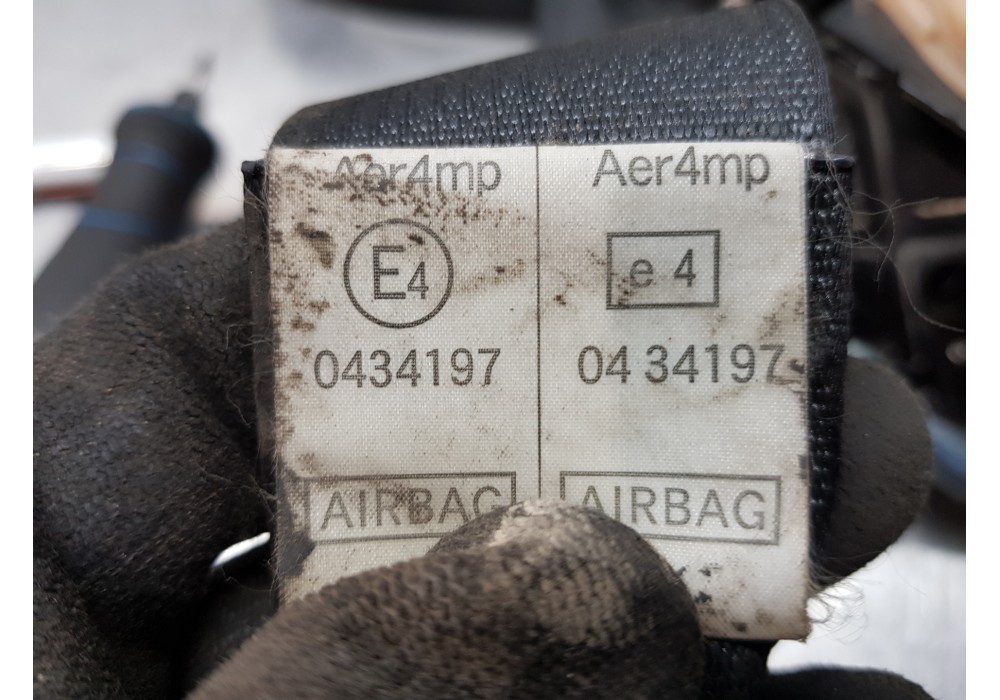 Aer4mp Aer4mp
E4 e 4
0434197 04 34197
AIRBAG AIRBAG